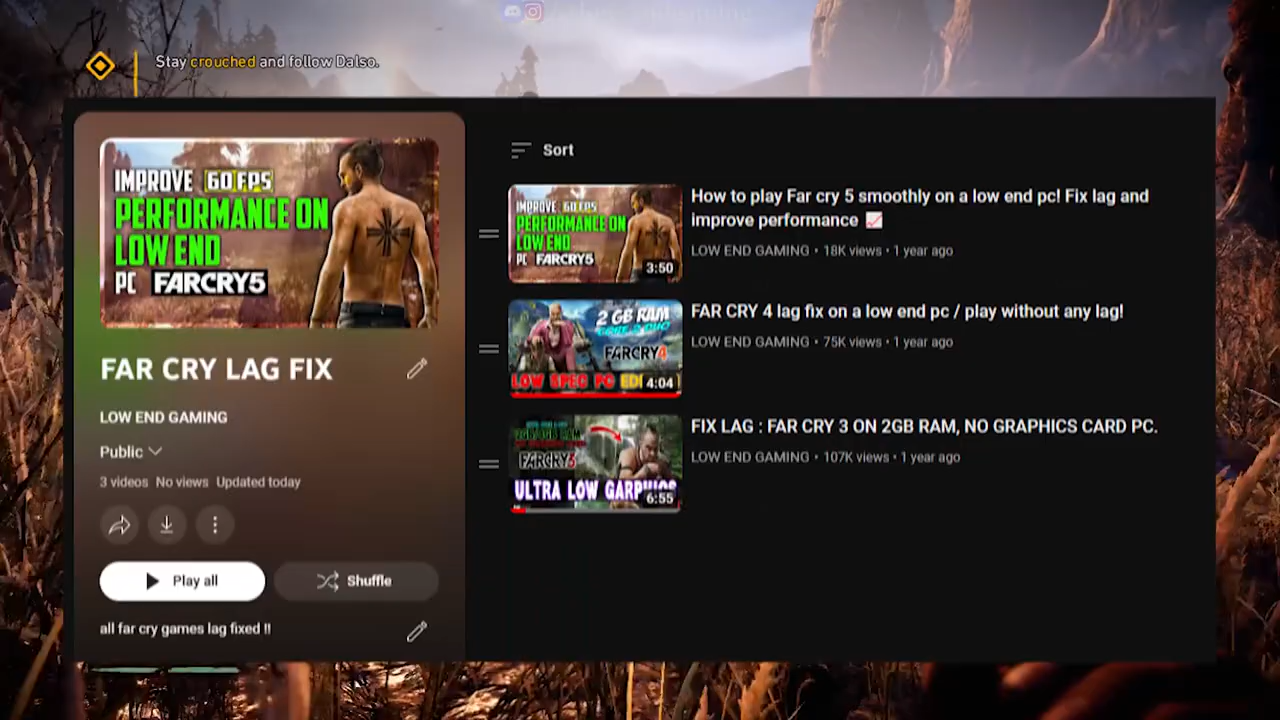 Stay crouched and follow Dalso.
IMPROVE 60 FPS
PERFORMANCE ON
LOW END
PC FARCRY5
FAR CRY LAG FIX
LOW END GAMING
Public
3 videos No views Updated today
Play all
Shuffle
all far cry games lag fixed !!
Sort
IMPROVE 60 FPS
PERFORMANCE ON
LOW END
PC FARCRY5
3:50
How to play Far cry 5 smoothly on a low end pc! Fix lag and
improve performance 📈
LOW END GAMING • 18K views • 1 year ago
2 GB RAM
CORE 2 DUO
FARCRY4
LOW SPEC PC EDI
4:04
FAR CRY 4 lag fix on a low end pc / play without any lag!
LOW END GAMING • 75K views • 1 year ago
FARCRY3
ULTRA LOW GARPHICS
6:55
FIX LAG : FAR CRY 3 ON 2GB RAM, NO GRAPHICS CARD PC.
LOW END GAMING • 107K views • 1 year ago